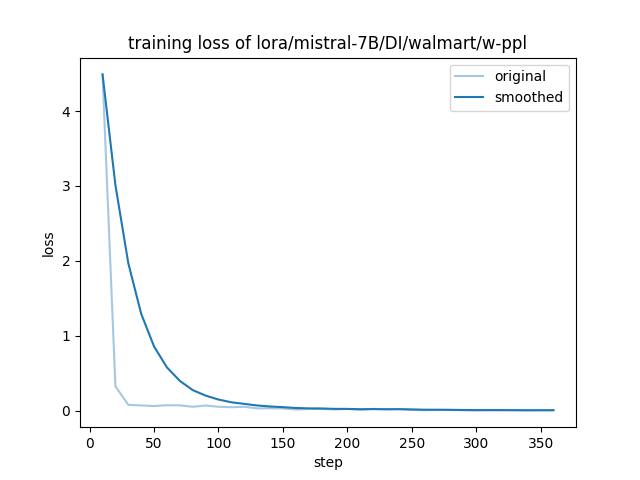 training loss of lora/mistral-7B/DI/walmart/w-ppl
original
smoothed
4
3
2
1
0
loss
0 50 100 150 200 250 300 350
step